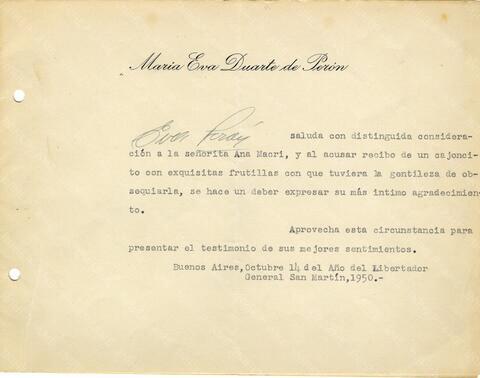 Maria Eva Duarte de Perón
Eva Perón saluda con distinguida considera-
ción a la señorita Ana Macri, y al acusar recibo de un cajonci-
to con exquisitas frutillas con que tuviera la gentileza de ob-
sequiarla, se hace un deber expresar su más intimo agradecimien-
to.
Aprovecha esta circunstancia para
presentar el testimonio de sus mejores sentimientos.
Buenos Aires, Octubre 14 del Año del Libertador
General San Martín, 1950.-